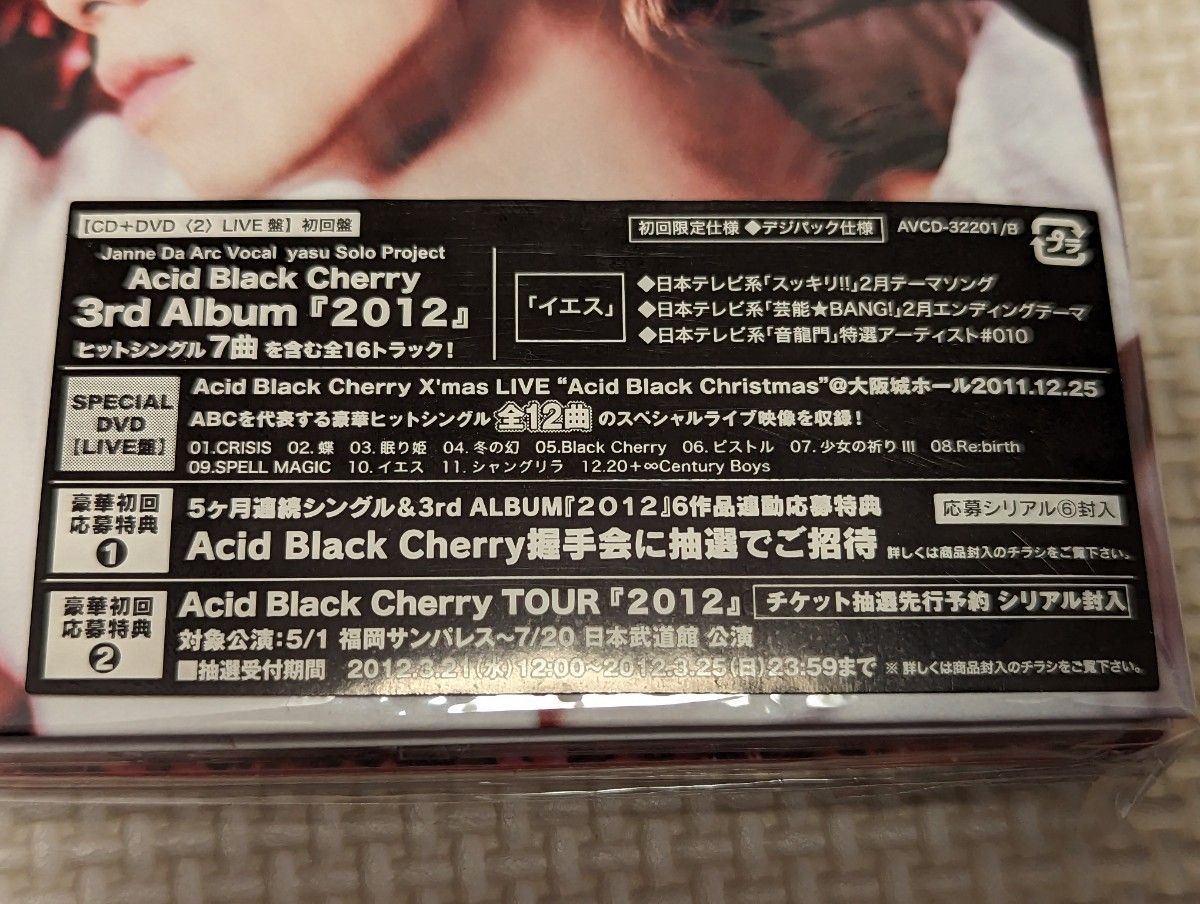 【CD+DVD〈2〉LIVE盤】初回盤
Janne Da Arc Vocal yasu Solo Project
Acid Black Cherry
3rd Album『2012』
ヒットシングル7曲を含む全16トラック!
初回限定仕様◆デジパック仕様
AVCD-32201/B
プラ
「イエス」
◆日本テレビ系「スッキリ!!」2月テーマソング
◆日本テレビ系「芸能★BANG!」2月エンディングテーマ
◆日本テレビ系「音龍門」特選アーティスト#010
SPECIAL
DVD
【LIVE盤】
Acid Black Cherry X'mas LIVE “Acid Black Christmas”@大阪城ホール2011.12.25
ABCを代表する豪華ヒットシングル全12曲のスペシャルライブ映像を収録!
01.CRISIS 02.蝶 03.眠り姫 04.冬の幻 05.Black Cherry 06.ピストル 07.少女の祈りIII 08.Re:birth
09.SPELL MAGIC 10.イエス 11.シャングリラ 12.20+∞Century Boys
豪華初回
応募特典
❶
5ヶ月連続シングル&3rd ALBUM『2012』6作品連動応募特典
応募シリアル⑥封入
Acid Black Cherry握手会に抽選でご招待 詳しくは商品封入のチラシをご覧下さい。
豪華初回
応募特典
❷
Acid Black Cherry TOUR『2012』 チケット抽選先行予約 シリアル封入
対象公演:5/1 福岡サンパレス〜7/20 日本武道館 公演
■抽選受付期間 2012.3.21(水)12:00〜2012.3.25(日)23:59まで ※詳しくは商品封入のチラシをご覧下さい。